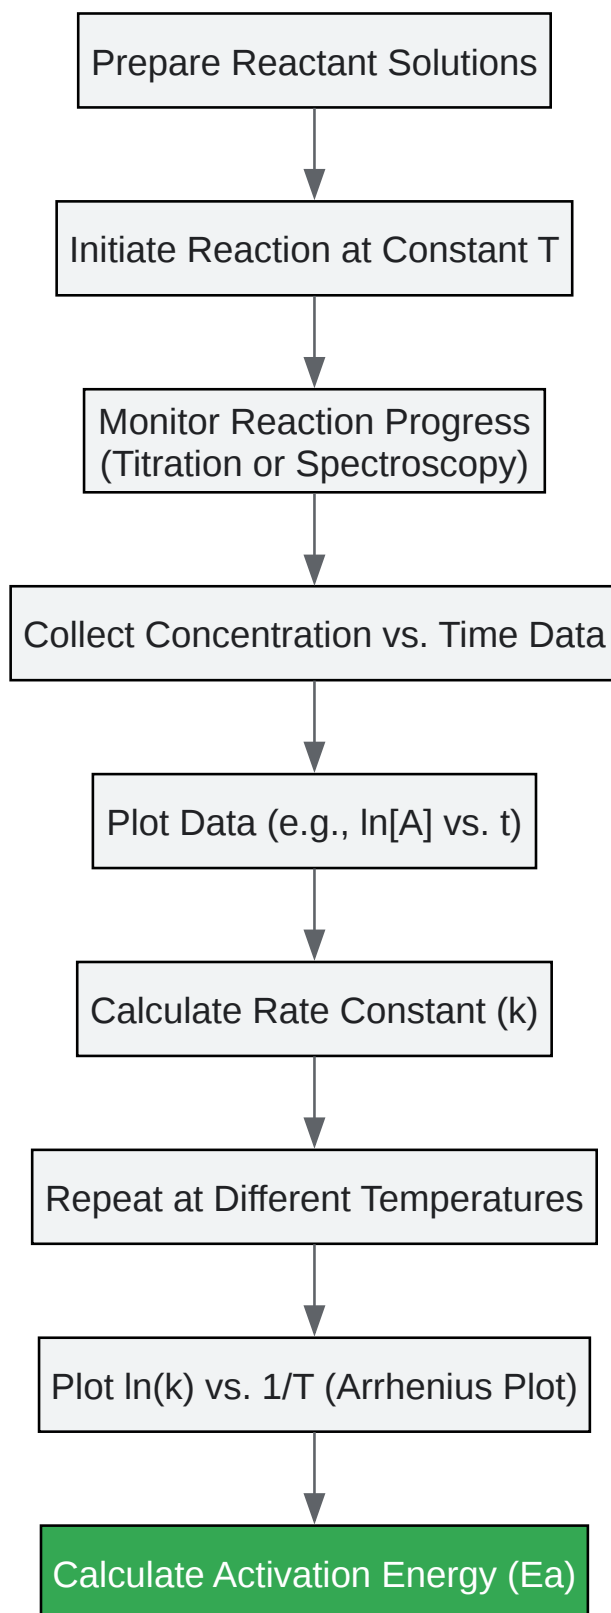 Prepare Reactant Solutions
Initiate Reaction at Constant T
Monitor Reaction Progress
(Titration or Spectroscopy)
Collect Concentration vs. Time Data
Plot Data (e.g., ln[A] vs. t)
Calculate Rate Constant (k)
Repeat at Different Temperatures
Plot ln(k) vs. 1/T (Arrhenius Plot)
Calculate Activation Energy (Ea)